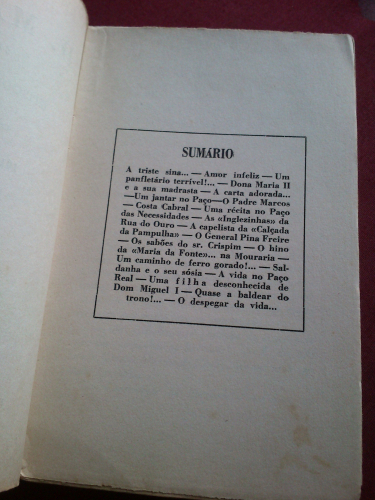 SUMÁRIO
A triste sina... — Amor infeliz — Um
panfletário terrível!... — Dona Maria II
e a sua madrasta — A carta adorada...
— Um jantar no Paço — O Padre Marcos
— Costa Cabral — Uma récita no Paço
das Necessidades — As «Inglezinhas» da
Rua do Ouro — A capelista da «Calçada
da Pampulha» — O General Pina Freire
— Os sabões do sr. Crispim — O hino
da «Maria da Fonte»... na Mouraria —
Um caminho de ferro gorado!... — Sal-
danha e o seu sósia — A vida no Paço
Real — Uma filha desconhecida de
Dom Miguel I — Quase a baldear do
trono!... — O despegar da vida...